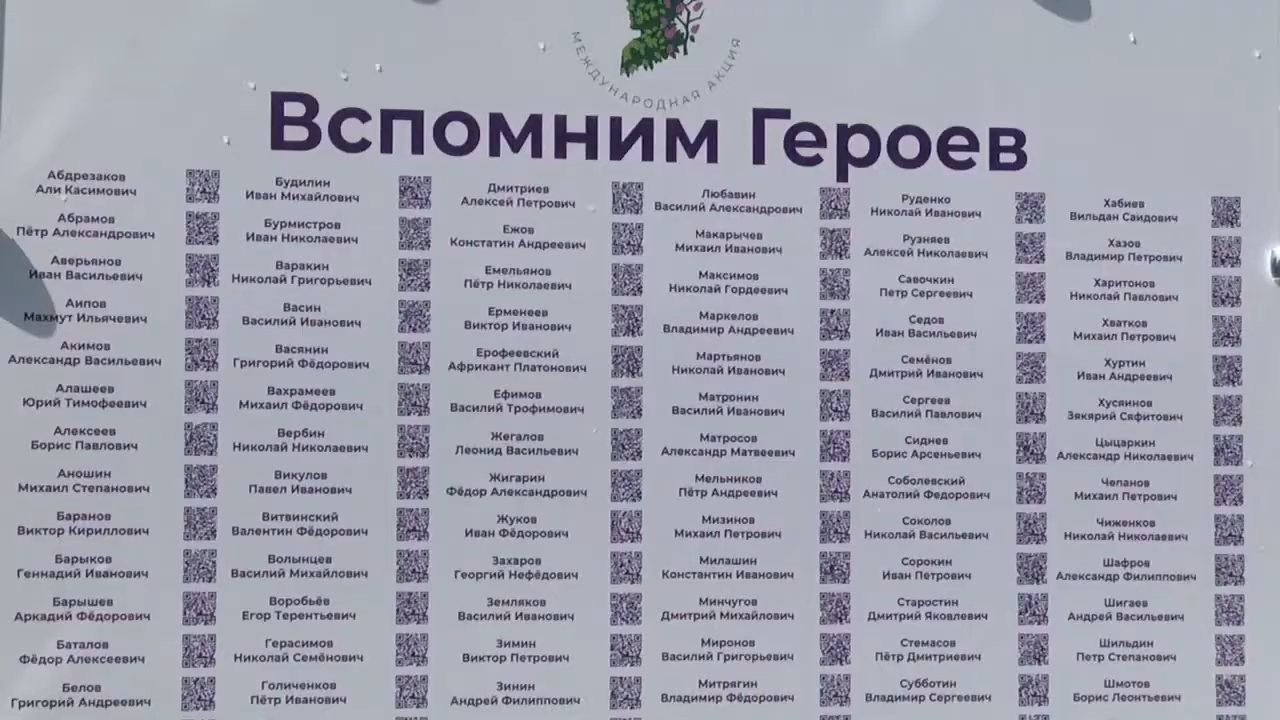 МЕЖДУНАРОДНАЯ АКЦИЯ
Вспомним Героев
Абдрезаков
Али Касимович
Абрамов
Пётр Александрович
Аверьянов
Иван Васильевич
Аипов
Махмут Ильячевич
Акимов
Александр Васильевич
Алашеев
Юрий Тимофеевич
Алексеев
Борис Павлович
Аношин
Михаил Степанович
Баранов
Виктор Кириллович
Барыков
Геннадий Иванович
Барышев
Аркадий Фёдорович
Баталов
Фёдор Алексеевич
Белов
Григорий Андреевич
Будилин
Иван Михайлович
Бурмистров
Иван Николаевич
Варакин
Николай Григорьевич
Васин
Василий Иванович
Васянин
Григорий Фёдорович
Вахрамеев
Михаил Фёдорович
Вербин
Николай Николаевич
Викулов
Павел Иванович
Витвинский
Валентин Фёдорович
Волынцев
Василий Михайлович
Воробьёв
Егор Терентьевич
Герасимов
Николай Семёнович
Голиченков
Пётр Иванович
Дмитриев
Алексей Петрович
Ежов
Констатин Андреевич
Емельянов
Пётр Николаевич
Ерменеев
Виктор Иванович
Ерофеевский
Африкант Платонович
Ефимов
Василий Трофимович
Жегалов
Леонид Васильевич
Жигарин
Фёдор Александрович
Жуков
Иван Фёдорович
Захаров
Георгий Нефёдович
Земляков
Василий Иванович
Зимин
Виктор Петрович
Зинин
Андрей Филиппович
Любавин
Василий Александрович
Макарычев
Михаил Иванович
Максимов
Николай Гордеевич
Маркелов
Владимир Андреевич
Мартьянов
Николай Иванович
Матронин
Василий Иванович
Матросов
Александр Матвеевич
Мельников
Пётр Андреевич
Мизинов
Михаил Петрович
Милашин
Константин Иванович
Минчугов
Дмитрий Михайлович
Миронов
Василий Григорьевич
Митрягин
Владимир Фёдорович
Руденко
Николай Иванович
Рузняев
Алексей Николаевич
Савочкин
Петр Сергеевич
Седов
Иван Васильевич
Семёнов
Дмитрий Иванович
Сергеев
Василий Павлович
Сиднев
Борис Арсеньевич
Соболевский
Анатолий Федорович
Соколов
Николай Васильевич
Сорокин
Иван Петрович
Старостин
Дмитрий Яковлевич
Стемасов
Пётр Дмитриевич
Субботин
Владимир Сергеевич
Хабиев
Вильдан Саидович
Хазов
Владимир Петрович
Харитонов
Николай Павлович
Хватков
Михаил Петрович
Хуртин
Иван Андреевич
Хусяинов
Зякярий Сяфитович
Цыцаркин
Александр Николаевич
Чепанов
Михаил Петрович
Чиженков
Николай Николаевич
Шафров
Александр Филиппович
Шигаев
Андрей Васильевич
Шильдин
Петр Степанович
Шмотов
Борис Леонтьевич